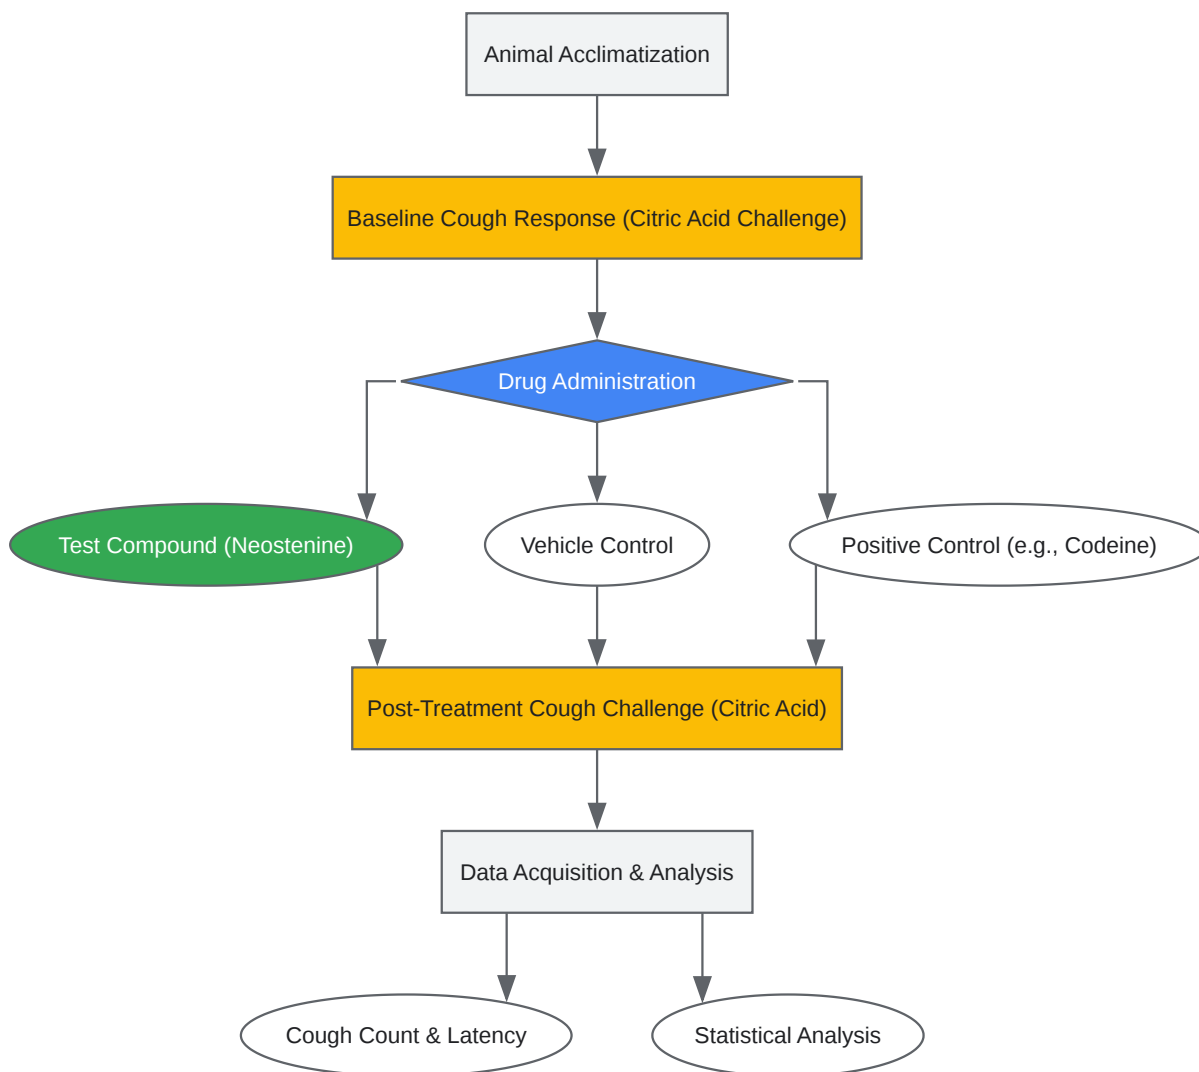 Animal Acclimatization
Baseline Cough Response (Citric Acid Challenge)
Drug Administration
Test Compound (Neostenine)
Vehicle Control
Positive Control (e.g., Codeine)
Post-Treatment Cough Challenge (Citric Acid)
Data Acquisition & Analysis
Cough Count & Latency
Statistical Analysis